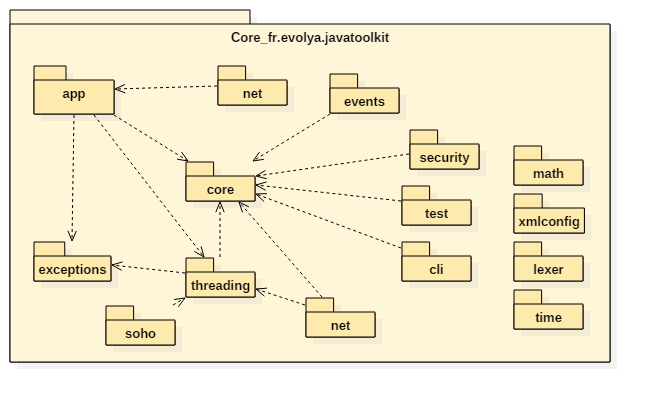 Core_fr.evolya.javatoolkit
app
net
events
security
math
core
test
xmlconfig
exceptions
threading
cli
lexer
soho
net
time